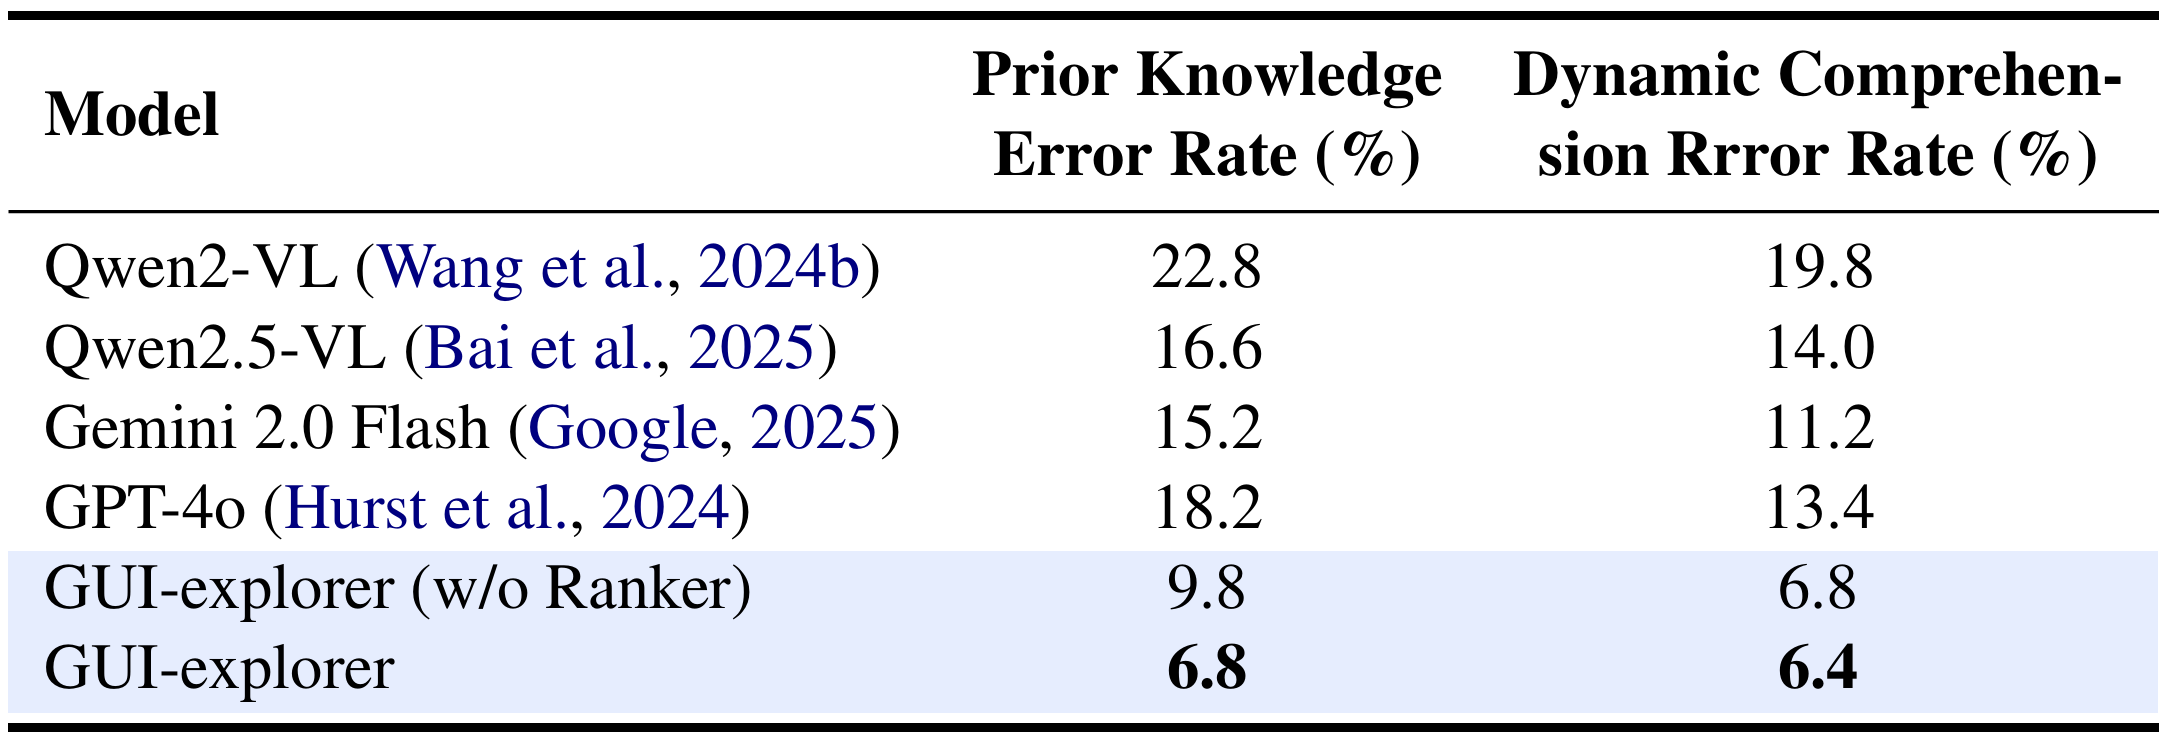 Model Prior Knowledge Error Rate (%) Dynamic Comprehen-
sion Rrror Rate (%)
Qwen2-VL (Wang et al., 2024b) 22.8 19.8
Qwen2.5-VL (Bai et al., 2025) 16.6 14.0
Gemini 2.0 Flash (Google, 2025) 15.2 11.2
GPT-4o (Hurst et al., 2024) 18.2 13.4
GUI-explorer (w/o Ranker) 9.8 6.8
GUI-explorer 6.8 6.4